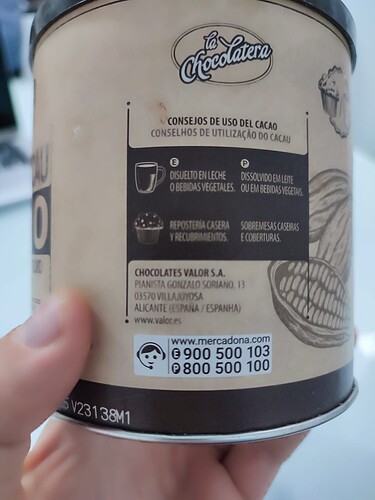 la
Chocolatera
CONSEJOS DE USO DEL CACAO
CONSELHOS DE UTILIZAÇÃO DO CACAU
E
DISUELTO EN LECHE
O BEBIDAS VEGETALES.
P
DISSOLVIDO EM LEITE
OU EM BEBIDAS VEGETAIS.
REPOSTERÍA CASERA
Y RECUBRIMIENTOS.
SOBREMESAS CASEIRAS
E COBERTURAS.
CHOCOLATES VALOR S.A.
PIANISTA GONZALO SORIANO, 13
03570 VILLAJOYOSA
ALICANTE (ESPAÑA / ESPANHA)
www.valor.es
www.mercadona.com
E 900 500 103
P 800 500 100
V23138M1